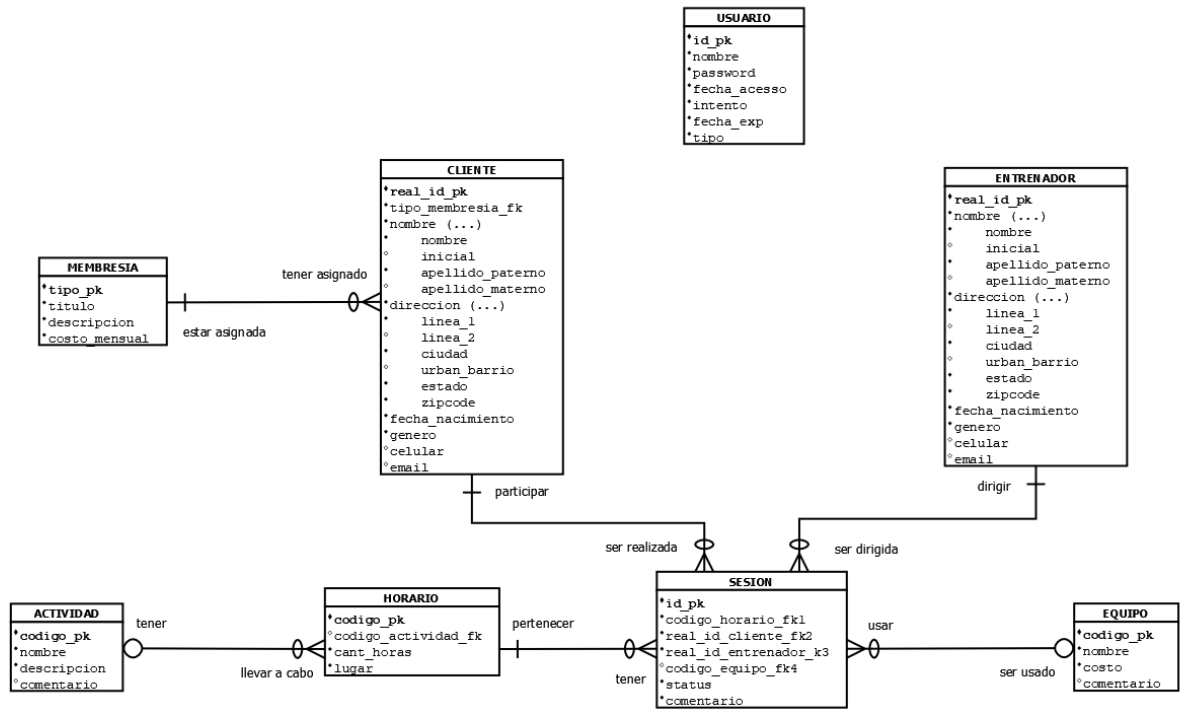 USUARIO
id_pk
nombre
password
fecha_acesso
intento
fecha_exp
tipo
CLIENTE
real_id_pk
tipo_membresia_fk
nombre (...)
nombre
inicial
apellido_paterno
apellido_materno
direccion (...)
linea_1
linea_2
ciudad
urban_barrio
estado
zipcode
fecha_nacimiento
genero
celular
email
ENTRENADOR
real_id_pk
nombre (...)
nombre
inicial
apellido_paterno
apellido_materno
direccion (...)
linea_1
linea_2
ciudad
urban_barrio
estado
zipcode
fecha_nacimiento
genero
celular
email
MEMBRESIA
tipo_pk
titulo
descripcion
costo_mensual
tener asignado
estar asignada
participar
dirigir
ser realizada
ser dirigida
ACTIVIDAD
codigo_pk
nombre
descripcion
comentario
tener
llevar a cabo
HORARIO
codigo_pk
codigo_actividad_fk
cant_horas
lugar
pertenecer
tener
SESION
id_pk
codigo_horario_fk1
real_id_cliente_fk2
real_id_entrenador_k3
codigo_equipo_fk4
status
comentario
usar
ser usado
EQUIPO
codigo_pk
nombre
costo
comentario